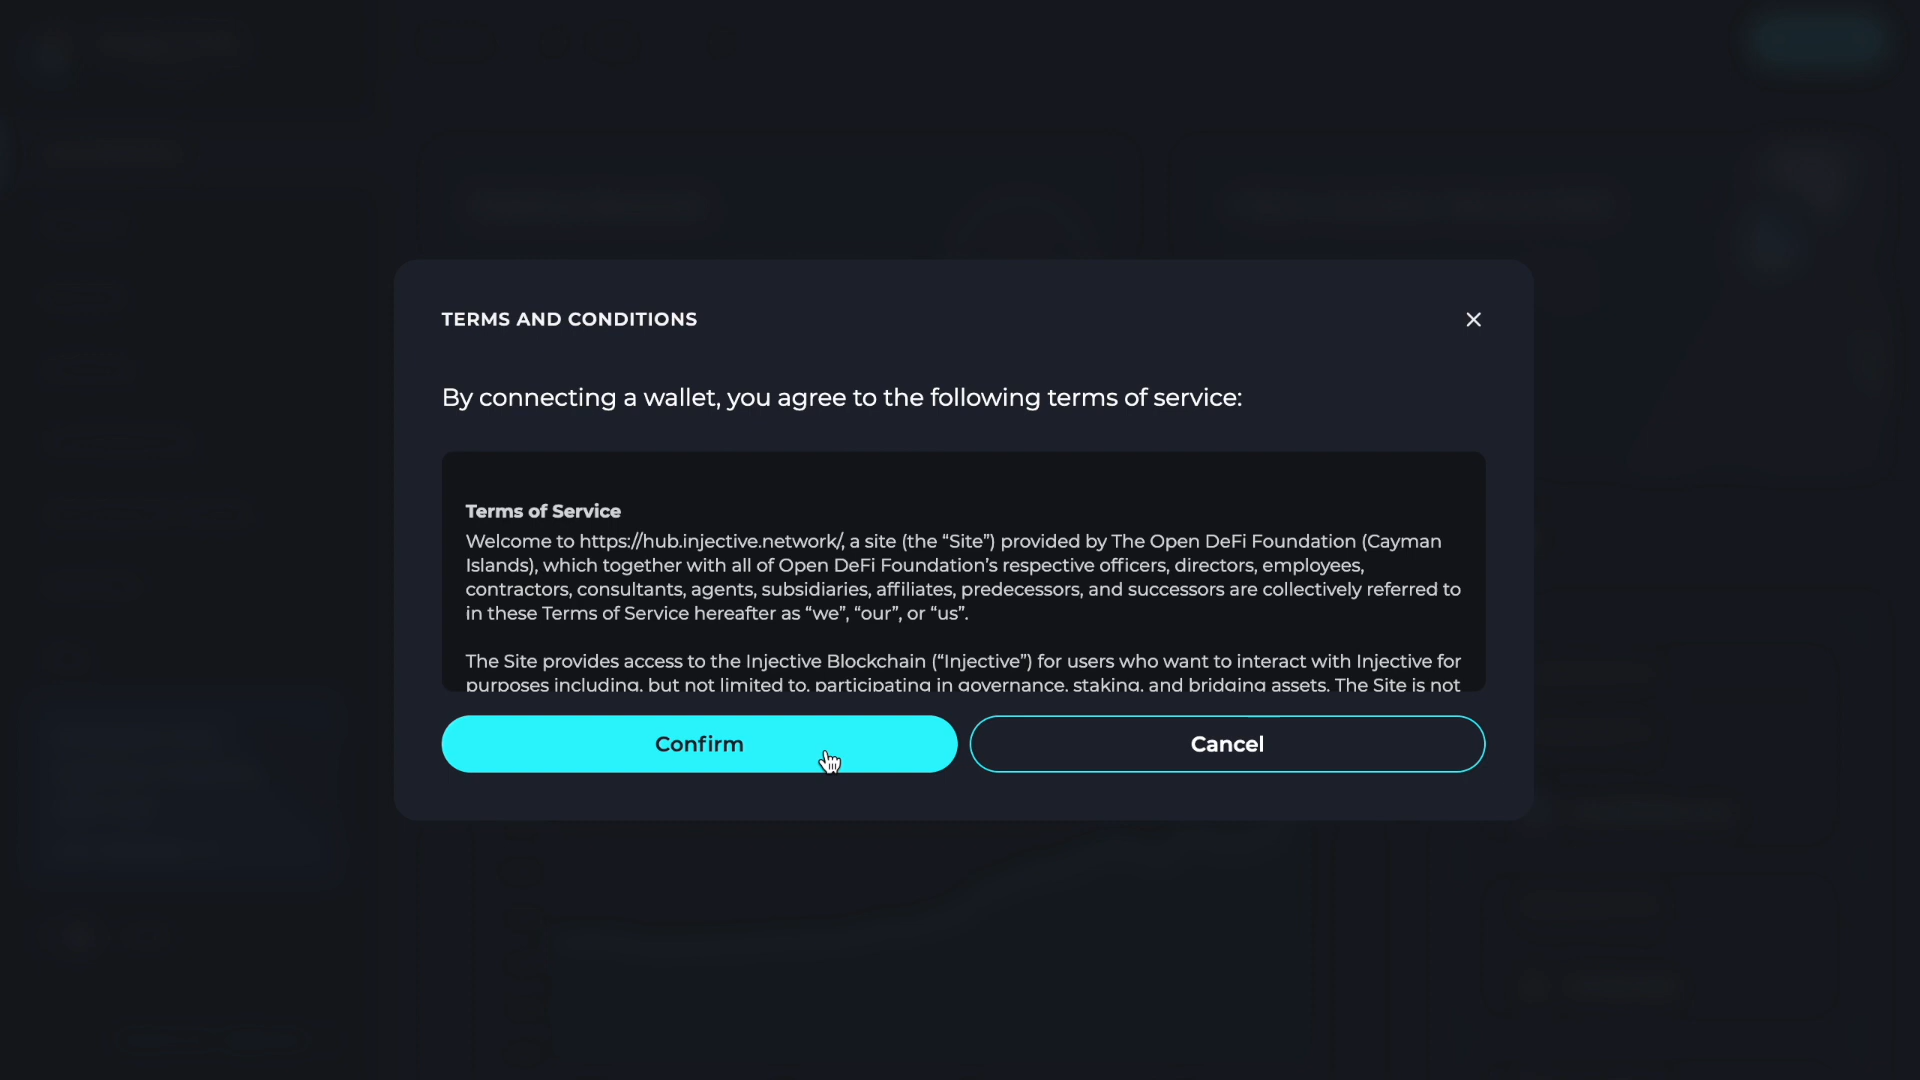 TERMS AND CONDITIONS
By connecting a wallet, you agree to the following terms of service:
Terms of Service
Welcome to https://hub.injective.network/, a site (the “Site”) provided by The Open DeFi Foundation (Cayman
Islands), which together with all of Open DeFi Foundation’s respective officers, directors, employees,
contractors, consultants, agents, subsidiaries, affiliates, predecessors, and successors are collectively referred to
in these Terms of Service hereafter as “we”, “our”, or “us”.
The Site provides access to the Injective Blockchain (“Injective”) for users who want to interact with Injective for
purposes including, but not limited to, participating in governance, staking, and bridging assets. The Site is not
Confirm
Cancel